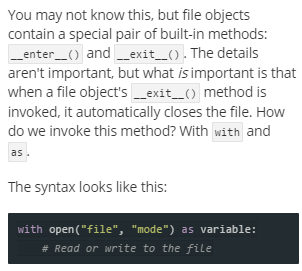 You may not know this, but file objects
contain a special pair of built-in methods:
__enter__() and __exit__(). The details
aren't important, but what is important is that
when a file object's __exit__() method is
invoked, it automatically closes the file. How
do we invoke this method? With with and
as.
The syntax looks like this:
with open("file", "mode") as variable:
    # Read or write to the file